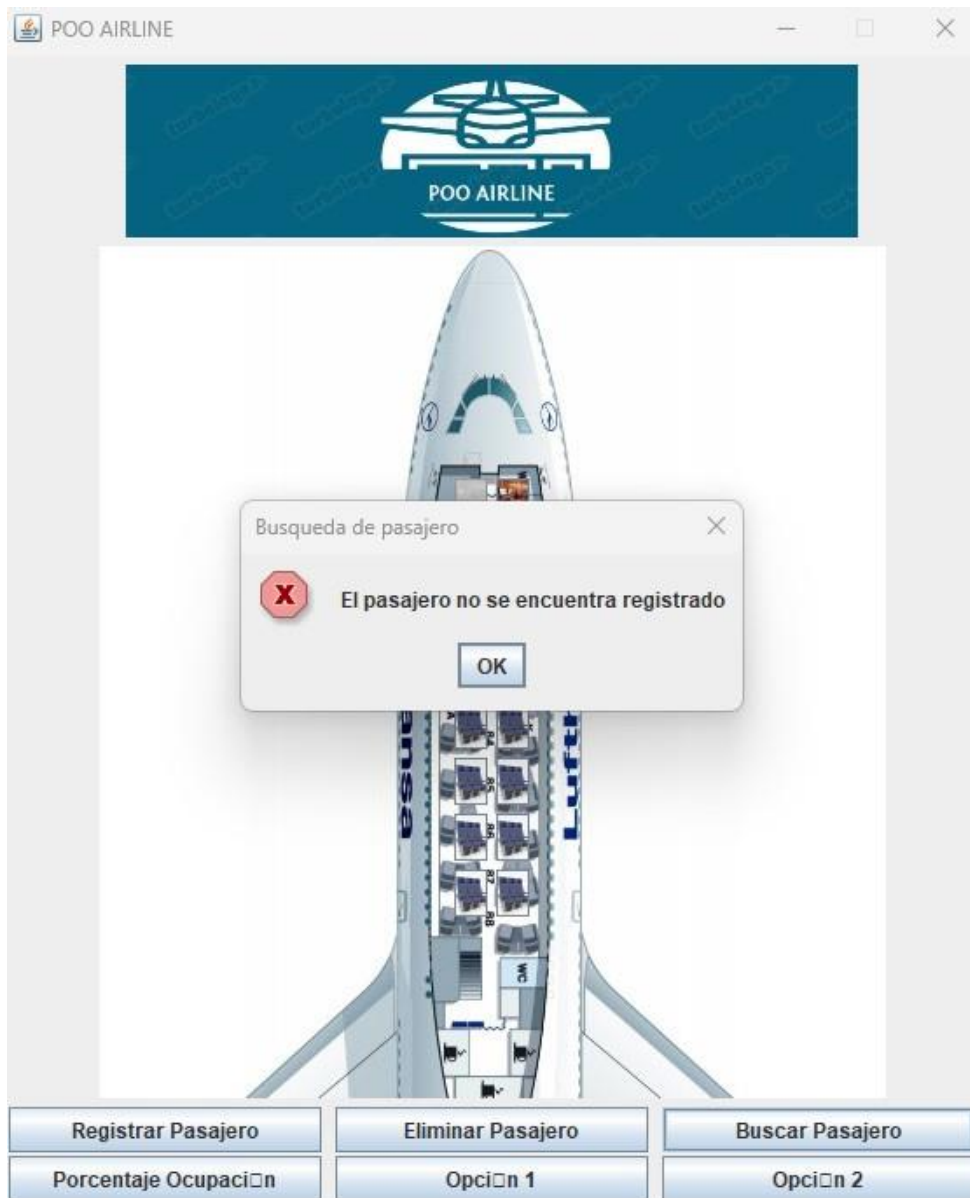 POO AIRLINE
POO AIRLINE
Busqueda de pasajero
El pasajero no se encuentra registrado
OK
WC
Registrar Pasajero
Eliminar Pasajero
Buscar Pasajero
Porcentaje Ocupaci□n
Opci□n 1
Opci□n 2